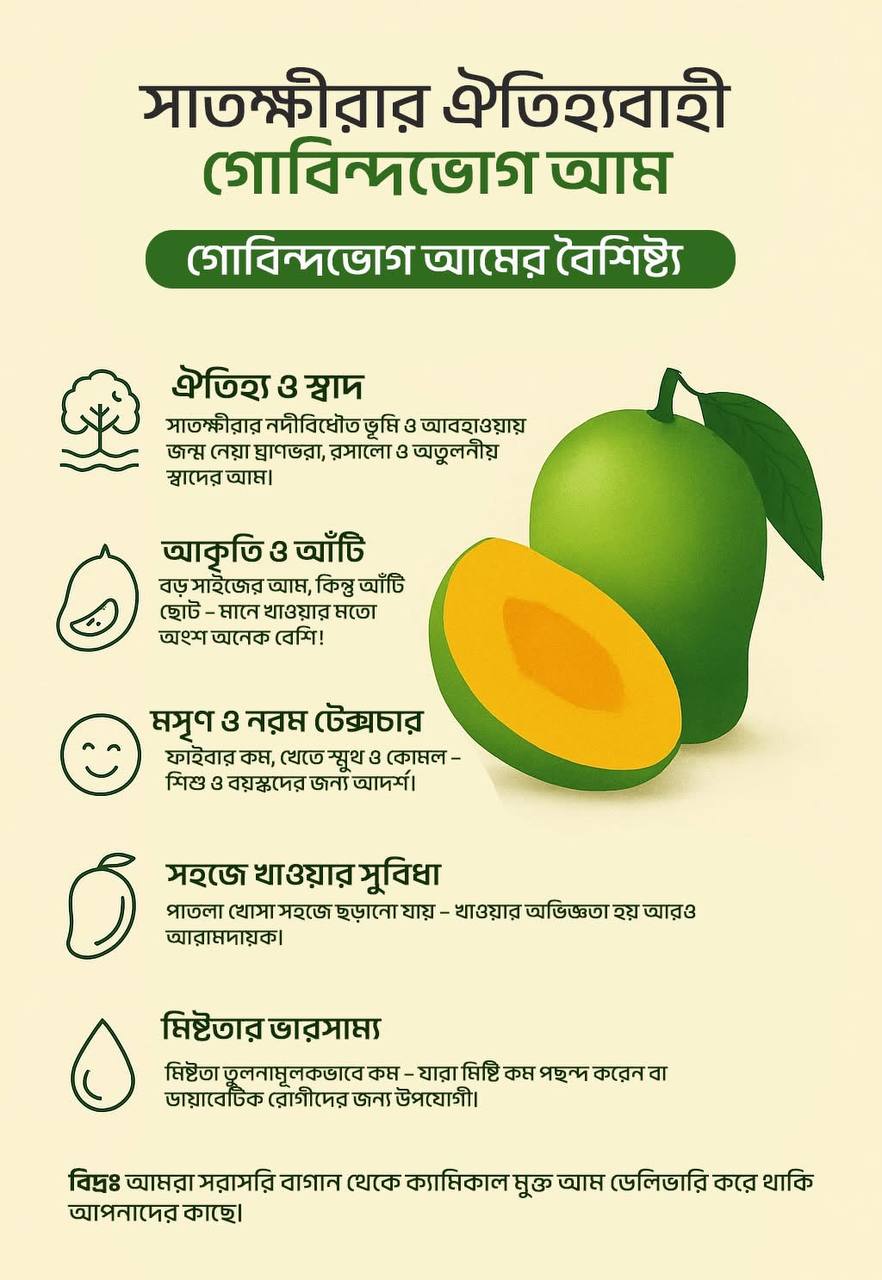 সাতক্ষীরার ঐতিহ্যবাহী
গোবিন্দভোগ আম
গোবিন্দভোগ আমের বৈশিষ্ট্য
ঐতিহ্য ও স্বাদ
সাতক্ষীরার নদীবিধৌত ভূমি ও আবহাওয়ায়
জন্ম নেয়া ঘ্রাণভরা, রসালো ও অতুলনীয়
স্বাদের আম।
আকৃতি ও আঁটি
বড় সাইজের আম, কিন্তু আঁটি
ছোট – মানে খাওয়ার মতো
অংশ অনেক বেশি!
মসৃণ ও নরম টেক্সচার
ফাইবার কম, খেতে স্মুথ ও কোমল –
শিশু ও বয়স্কদের জন্য আদর্শ।
সহজে খাওয়ার সুবিধা
পাতলা খোসা সহজে ছড়ানো যায় – খাওয়ার অভিজ্ঞতা হয় আরও
আরামদায়ক।
মিষ্টতার ভারসাম্য
মিষ্টতা তুলনামূলকভাবে কম – যারা মিষ্টি কম পছন্দ করেন বা
ডায়াবেটিক রোগীদের জন্য উপযোগী।
বিদ্রঃ আমরা সরাসরি বাগান থেকে ক্যামিকাল মুক্ত আম ডেলিভারি করে থাকি
আপনাদের কাছে।